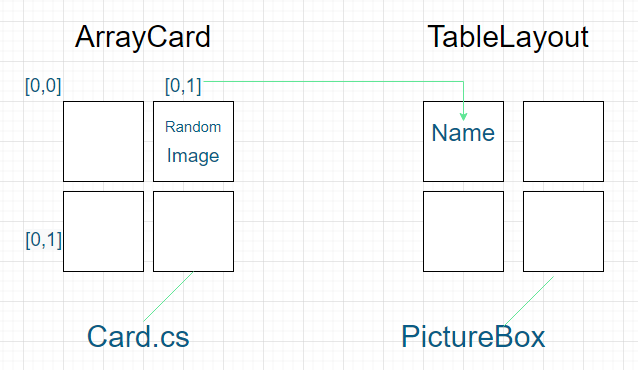 ArrayCard
TableLayout
[0,0]
[0,1]
Random
Image
Name
[0,1]
Card.cs
PictureBox